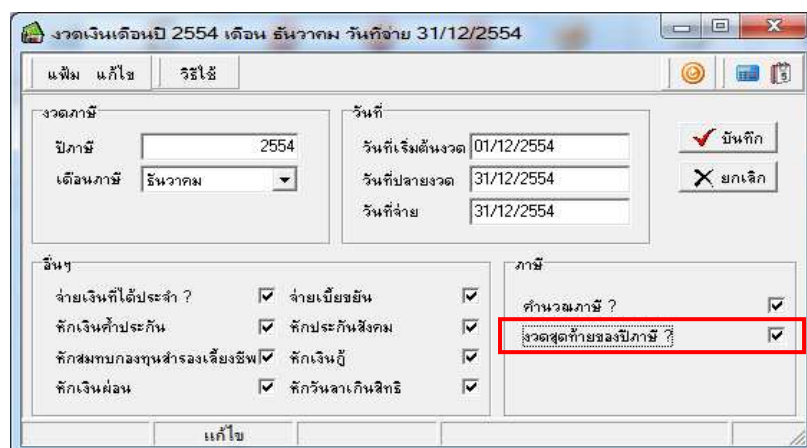 งวดเงินเดือนปี 2554 เดือน ธันวาคม วันที่จ่าย 31/12/2554
แฟ้ม แก้ไข วิธีใช้
งวดภาษี
ปีภาษี 2554
เดือนภาษี ธันวาคม
วันที่
วันที่เริ่มต้นงวด 01/12/2554
วันที่ปลายงวด 31/12/2554
วันที่จ่าย 31/12/2554
บันทึก
ยกเลิก
อื่นๆ
จ่ายเงินที่ได้ประจำ ? จ่ายเบี้ยขยัน
หักเงินค้ำประกัน หักประกันสังคม
หักสมทบกองทุนสำรองเลี้ยงชีพ หักเงินกู้
หักเงินผ่อน หักวันลาเกินสิทธิ
ภาษี
คำนวณภาษี ?
งวดสุดท้ายของปีภาษี ?
แก้ไข